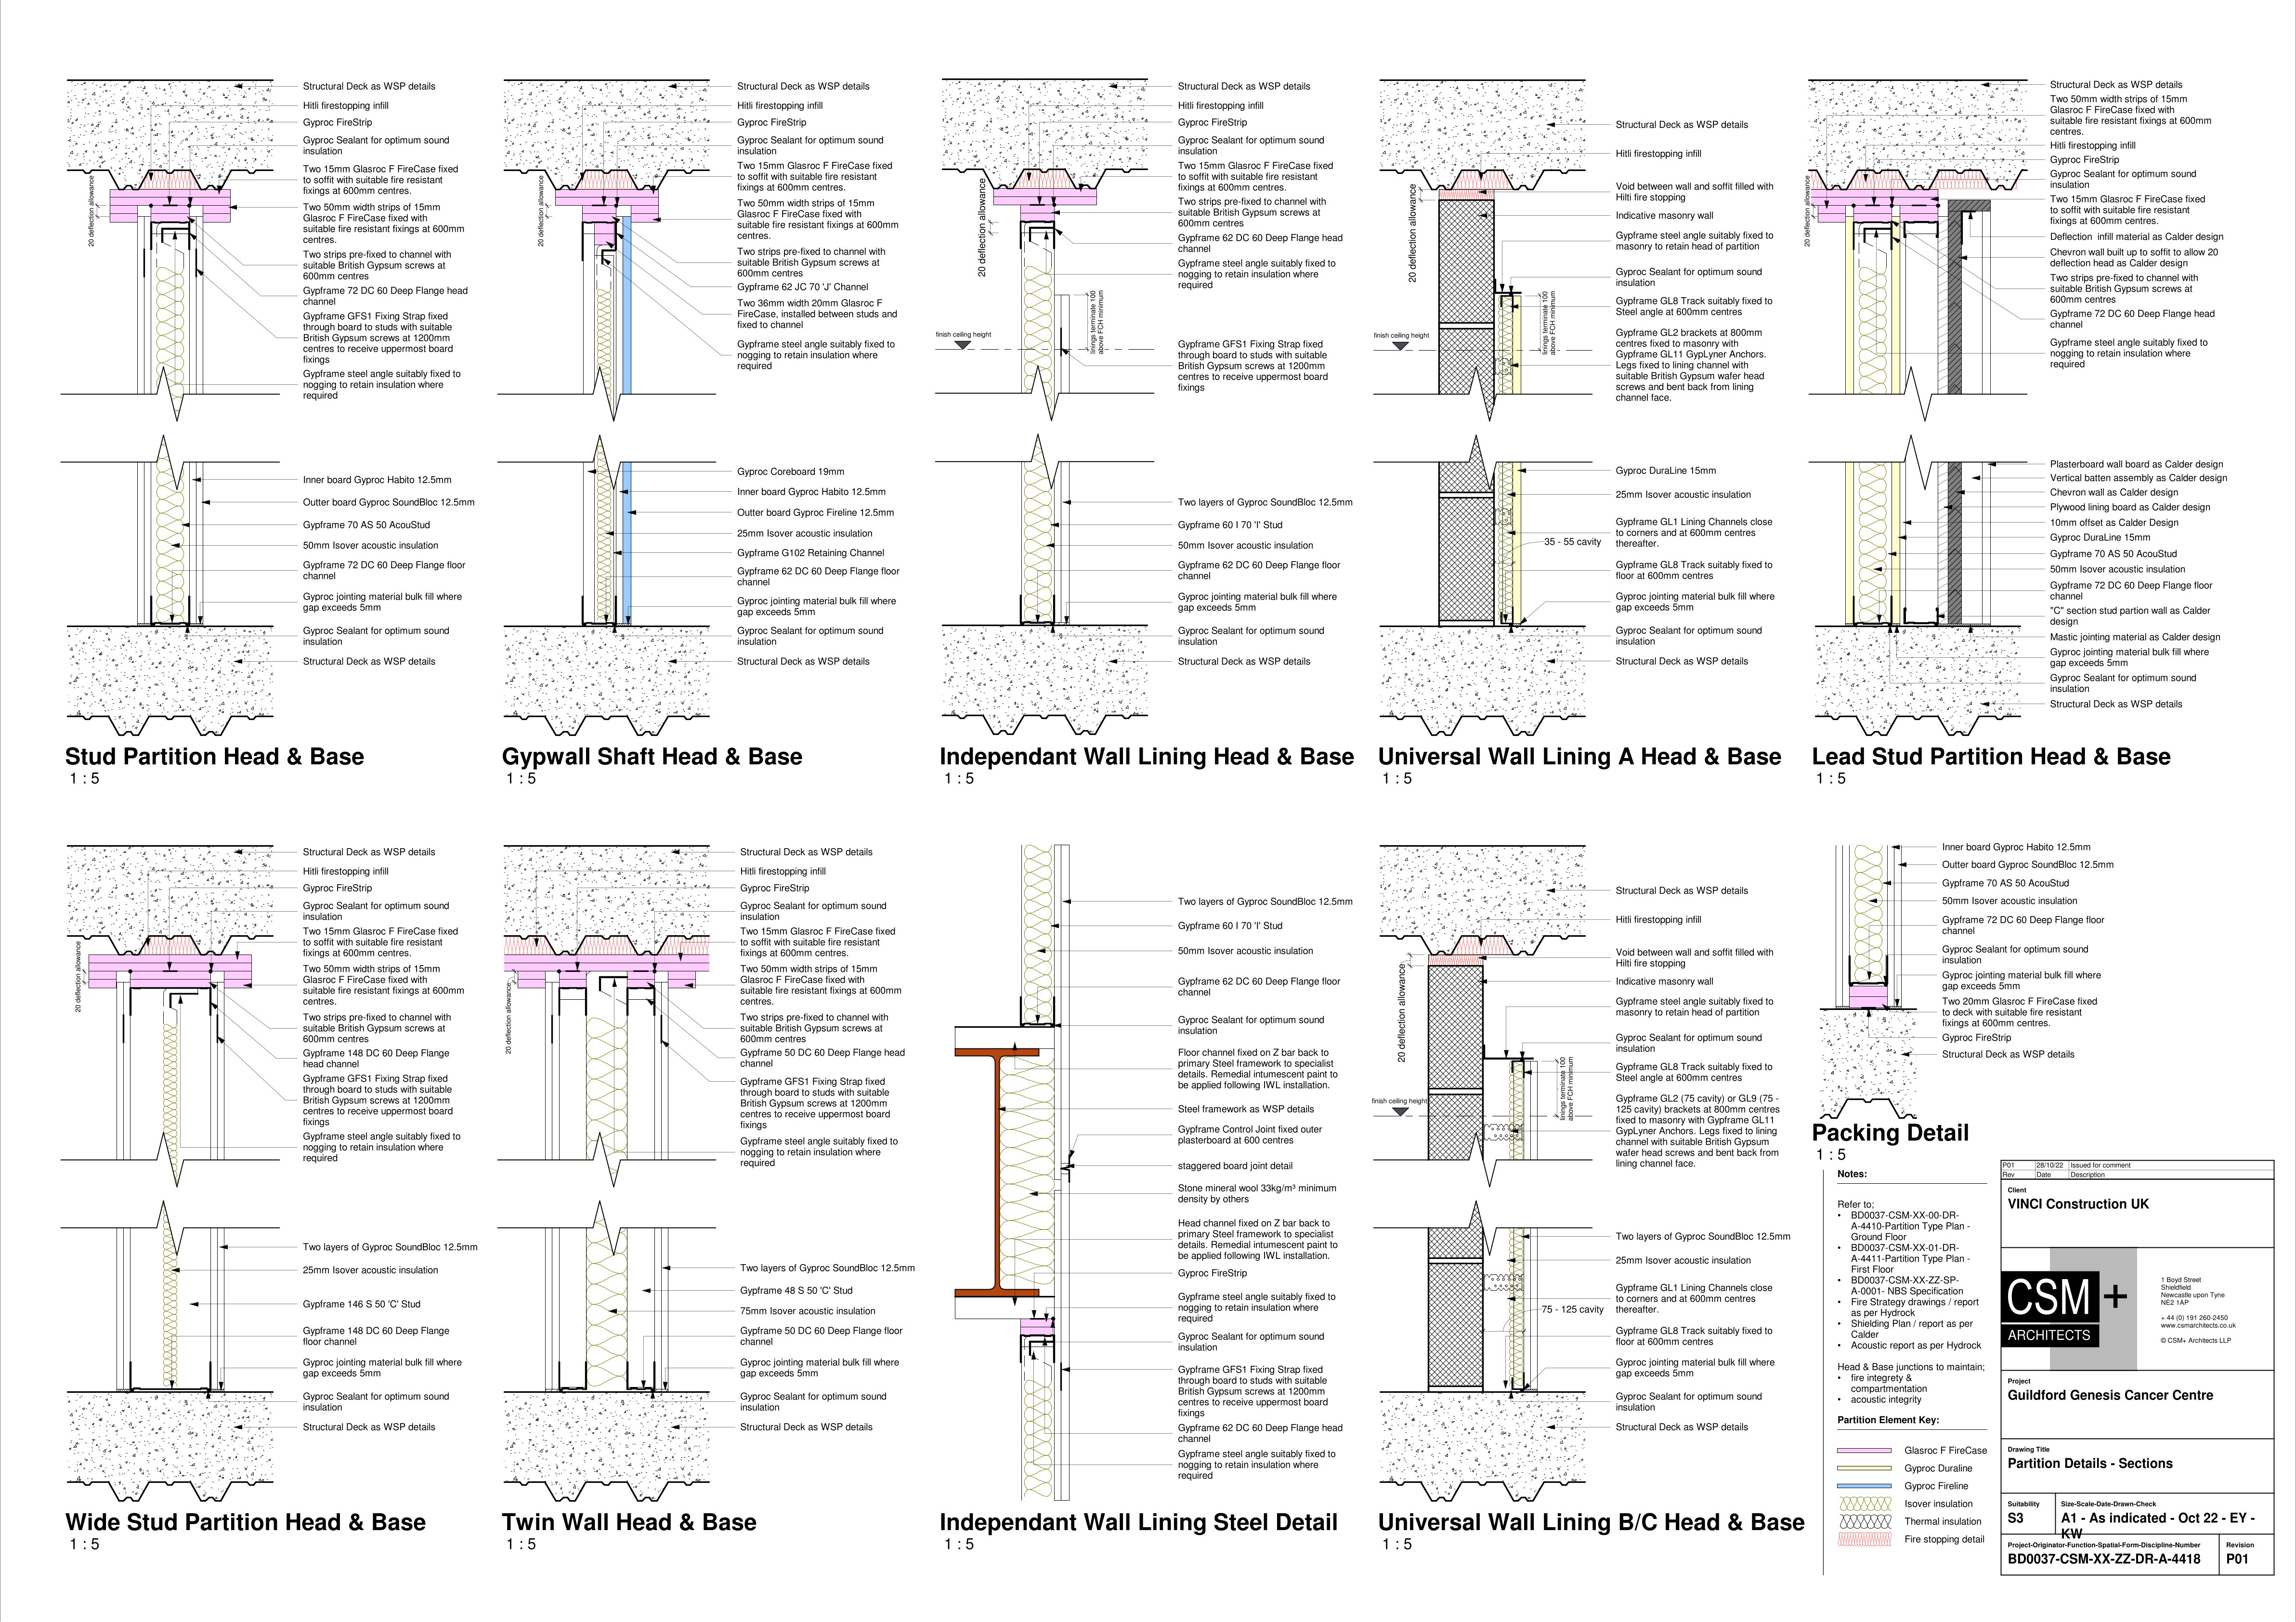 Structural Deck as WSP details
Hitli firestopping infill
Gyproc FireStrip
Gyproc Sealant for optimum sound
insulation
Two 15mm Glasroc F FireCase fixed
to soffit with suitable fire resistant
fixings at 600mm centres.
Two 50mm width strips of 15mm
Glasroc F FireCase fixed with
suitable fire resistant fixings at 600mm
centres.
Two strips pre-fixed to channel with
suitable British Gypsum screws at
600mm centres
Gypframe 72 DC 60 Deep Flange head
channel
Gypframe GFS1 Fixing Strap fixed
through board to studs with suitable
British Gypsum screws at 1200mm
centres to receive uppermost board
fixings
Gypframe steel angle suitably fixed to
nogging to retain insulation where
required
20 deflection allowance
Inner board Gyproc Habito 12.5mm
Outer board Gyproc SoundBloc 12.5mm
Gypframe 70 AS 50 AcouStud
50mm Isover acoustic insulation
Gypframe 72 DC 60 Deep Flange floor
channel
Gyproc jointing material bulk fill where
gap exceeds 5mm
Gyproc Sealant for optimum sound
insulation
Structural Deck as WSP details
Stud Partition Head & Base
1 : 5
Structural Deck as WSP details
Hitli firestopping infill
Gyproc FireStrip
Gyproc Sealant for optimum sound
insulation
Two 15mm Glasroc F FireCase fixed
to soffit with suitable fire resistant
fixings at 600mm centres.
Two 50mm width strips of 15mm
Glasroc F FireCase fixed with
suitable fire resistant fixings at 600mm
centres.
Two strips pre-fixed to channel with
suitable British Gypsum screws at
600mm centres
Gypframe 62 JC 70 'J' Channel
Two 36mm width 20mm Glasroc F
FireCase, installed between studs and
fixed to channel
Gypframe steel angle suitably fixed to
nogging to retain insulation where
required
20 deflection allowance
Gyproc Coreboard 19mm
Inner board Gyproc Habito 12.5mm
Outer board Gyproc Fireline 12.5mm
25mm Isover acoustic insulation
Gypframe G102 Retaining Channel
Gypframe 62 DC 60 Deep Flange floor
channel
Gyproc jointing material bulk fill where
gap exceeds 5mm
Gyproc Sealant for optimum sound
insulation
Structural Deck as WSP details
Gypwall Shaft Head & Base
1 : 5
Structural Deck as WSP details
Hitli firestopping infill
Gyproc FireStrip
Gyproc Sealant for optimum sound
insulation
Two 15mm Glasroc F FireCase fixed
to soffit with suitable fire resistant
fixings at 600mm centres.
Two strips pre-fixed to channel with
suitable British Gypsum screws at
600mm centres
Gypframe 62 DC 60 Deep Flange head
channel
Gypframe steel angle suitably fixed to
nogging to retain insulation where
required
Gypframe GFS1 Fixing Strap fixed
through board to studs with suitable
British Gypsum screws at 1200mm
centres to receive uppermost board
fixings
20 deflection allowance
finish ceiling height
linings terminate 100
above FCH minimum
Two layers of Gyproc SoundBloc 12.5mm
Gypframe 60 I 70 'I' Stud
50mm Isover acoustic insulation
Gypframe 62 DC 60 Deep Flange floor
channel
Gyproc jointing material bulk fill where
gap exceeds 5mm
Gyproc Sealant for optimum sound
insulation
Structural Deck as WSP details
Independant Wall Lining Head & Base
1 : 5
Structural Deck as WSP details
Hitli firestopping infill
Void between wall and soffit filled with
Hilti fire stopping
Indicative masonry wall
Gypframe steel angle suitably fixed to
masonry to retain head of partition
Gyproc Sealant for optimum sound
insulation
Gypframe GL8 Track suitably fixed to
Steel angle at 600mm centres
Gypframe GL2 brackets at 800mm
centres fixed to masonry with
Gypframe GL11 GypLyner Anchors.
Legs fixed to lining channel with
suitable British Gypsum wafer head
screws and bent back from lining
channel face.
20 deflection allowance
finish ceiling height
linings terminate 100
above FCH minimum
Gyproc DuraLine 15mm
25mm Isover acoustic insulation
Gypframe GL1 Lining Channels close
to corners and at 600mm centres
thereafter.
35 - 55 cavity
Gypframe GL8 Track suitably fixed to
floor at 600mm centres
Gyproc jointing material bulk fill where
gap exceeds 5mm
Gyproc Sealant for optimum sound
insulation
Structural Deck as WSP details
Universal Wall Lining A Head & Base
1 : 5
Structural Deck as WSP details
Two 50mm width strips of 15mm
Glasroc F FireCase fixed with
suitable fire resistant fixings at 600mm
centres.
Hitli firestopping infill
Gyproc FireStrip
Gyproc Sealant for optimum sound
insulation
Two 15mm Glasroc F FireCase fixed
to soffit with suitable fire resistant
fixings at 600mm centres.
Deflection infill material as Calder design
Chevron wall built up to soffit to allow 20
deflection head as Calder design
Two strips pre-fixed to channel with
suitable British Gypsum screws at
600mm centres
Gypframe 72 DC 60 Deep Flange head
channel
Gypframe steel angle suitably fixed to
nogging to retain insulation where
required
20 deflection allowance
Plasterboard wall board as Calder design
Vertical batten assembly as Calder design
Chevron wall as Calder design
Plywood lining board as Calder design
10mm offset as Calder Design
Gyproc DuraLine 15mm
Gypframe 70 AS 50 AcouStud
50mm Isover acoustic insulation
Gypframe 72 DC 60 Deep Flange floor
channel
"C" section stud partion wall as Calder
design
Mastic jointing material as Calder design
Gyproc jointing material bulk fill where
gap exceeds 5mm
Gyproc Sealant for optimum sound
insulation
Structural Deck as WSP details
Lead Stud Partition Head & Base
1 : 5
Structural Deck as WSP details
Hitli firestopping infill
Gyproc FireStrip
Gyproc Sealant for optimum sound
insulation
Two 15mm Glasroc F FireCase fixed
to soffit with suitable fire resistant
fixings at 600mm centres.
Two 50mm width strips of 15mm
Glasroc F FireCase fixed with
suitable fire resistant fixings at 600mm
centres.
Two strips pre-fixed to channel with
suitable British Gypsum screws at
600mm centres
Gypframe 148 DC 60 Deep Flange
head channel
Gypframe GFS1 Fixing Strap fixed
through board to studs with suitable
British Gypsum screws at 1200mm
centres to receive uppermost board
fixings
Gypframe steel angle suitably fixed to
nogging to retain insulation where
required
20 deflection allowance
Two layers of Gyproc SoundBloc 12.5mm
25mm Isover acoustic insulation
Gypframe 146 S 50 'C' Stud
Gypframe 148 DC 60 Deep Flange
floor channel
Gyproc jointing material bulk fill where
gap exceeds 5mm
Gyproc Sealant for optimum sound
insulation
Structural Deck as WSP details
Wide Stud Partition Head & Base
1 : 5
Structural Deck as WSP details
Hitli firestopping infill
Gyproc FireStrip
Gyproc Sealant for optimum sound
insulation
Two 15mm Glasroc F FireCase fixed
to soffit with suitable fire resistant
fixings at 600mm centres.
Two 50mm width strips of 15mm
Glasroc F FireCase fixed with
suitable fire resistant fixings at 600mm
centres.
Two strips pre-fixed to channel with
suitable British Gypsum screws at
600mm centres
Gypframe 50 DC 60 Deep Flange head
channel
Gypframe GFS1 Fixing Strap fixed
through board to studs with suitable
British Gypsum screws at 1200mm
centres to receive uppermost board
fixings
Gypframe steel angle suitably fixed to
nogging to retain insulation where
required
20 deflection allowance
Two layers of Gyproc SoundBloc 12.5mm
Gypframe 48 S 50 'C' Stud
75mm Isover acoustic insulation
Gypframe 50 DC 60 Deep Flange floor
channel
Gyproc jointing material bulk fill where
gap exceeds 5mm
Gyproc Sealant for optimum sound
insulation
Structural Deck as WSP details
Twin Wall Head & Base
1 : 5
Two layers of Gyproc SoundBloc 12.5mm
Gypframe 60 I 70 'I' Stud
50mm Isover acoustic insulation
Gypframe 62 DC 60 Deep Flange floor
channel
Gyproc Sealant for optimum sound
insulation
Floor channel fixed on Z bar back to
primary Steel framework to specialist
details. Remedial intumescent paint to
be applied following IWL installation.
Steel framework as WSP details
Gypframe Control Joint fixed outer
plasterboard at 600 centres
staggered board joint detail
Stone mineral wool 33kg/m³ minimum
density by others
Head channel fixed on Z bar back to
primary Steel framework to specialist
details. Remedial intumescent paint to
be applied following IWL installation.
Gyproc FireStrip
Gypframe steel angle suitably fixed to
nogging to retain insulation where
required
Gyproc Sealant for optimum sound
insulation
Gypframe GFS1 Fixing Strap fixed
through board to studs with suitable
British Gypsum screws at 1200mm
centres to receive uppermost board
fixings
Gypframe 62 DC 60 Deep Flange head
channel
Gypframe steel angle suitably fixed to
nogging to retain insulation where
required
Independant Wall Lining Steel Detail
1 : 5
Structural Deck as WSP details
Hitli firestopping infill
Void between wall and soffit filled with
Hilti fire stopping
Indicative masonry wall
Gypframe steel angle suitably fixed to
masonry to retain head of partition
Gyproc Sealant for optimum sound
insulation
Gypframe GL8 Track suitably fixed to
Steel angle at 600mm centres
Gypframe GL2 (75 cavity) or GL9 (75 -
125 cavity) brackets at 800mm centres
fixed to masonry with Gypframe GL11
GypLyner Anchors. Legs fixed to lining
channel with suitable British Gypsum
wafer head screws and bent back from
lining channel face.
20 deflection allowance
finish ceiling height
linings terminate 100
above FCH minimum
Two layers of Gyproc SoundBloc 12.5mm
25mm Isover acoustic insulation
Gypframe GL1 Lining Channels close
to corners and at 600mm centres
thereafter.
75 - 125 cavity
Gypframe GL8 Track suitably fixed to
floor at 600mm centres
Gyproc jointing material bulk fill where
gap exceeds 5mm
Gyproc Sealant for optimum sound
insulation
Structural Deck as WSP details
Universal Wall Lining B/C Head & Base
1 : 5
Inner board Gyproc Habito 12.5mm
Outer board Gyproc SoundBloc 12.5mm
Gypframe 70 AS 50 AcouStud
50mm Isover acoustic insulation
Gypframe 72 DC 60 Deep Flange floor
channel
Gyproc Sealant for optimum sound
insulation
Gyproc jointing material bulk fill where
gap exceeds 5mm
Two 20mm Glasroc F FireCase fixed
to deck with suitable fire resistant
fixings at 600mm centres.
Gyproc FireStrip
Structural Deck as WSP details
Packing Detail
1 : 5
Notes:
Refer to;
• BD0037-CSM-XX-00-DR-
A-4410-Partition Type Plan -
Ground Floor
• BD0037-CSM-XX-01-DR-
A-4411-Partition Type Plan -
First Floor
• BD0037-CSM-XX-ZZ-SP-
A-0001- NBS Specification
• Fire Strategy drawings / report
as per Hydrock
• Shielding Plan / report as per
Calder
• Acoustic report as per Hydrock
Head & Base junctions to maintain;
• fire integrety &
compartmentation
• acoustic integrity
Partition Element Key:
Glasroc F FireCase
Gyproc Duraline
Gyproc Fireline
Isover insulation
Thermal insulation
Fire stopping detail
P01 28/10/22 Issued for comment
Rev Date Description
Client
VINCI Construction UK
CSM+
ARCHITECTS
1 Boyd Street
Shieldfield
Newcastle upon Tyne
NE2 1AP
+ 44 (0) 191 260-2450
www.csmarchitects.co.uk
© CSM+ Architects LLP
Project
Guildford Genesis Cancer Centre
Drawing Title
Partition Details - Sections
Suitability
S3
Size-Scale-Date-Drawn-Check
A1 - As indicated - Oct 22 - EY -
KW
Project-Originator-Function-Spatial-Form-Discipline-Number
BD0037-CSM-XX-ZZ-DR-A-4418
Revision
P01